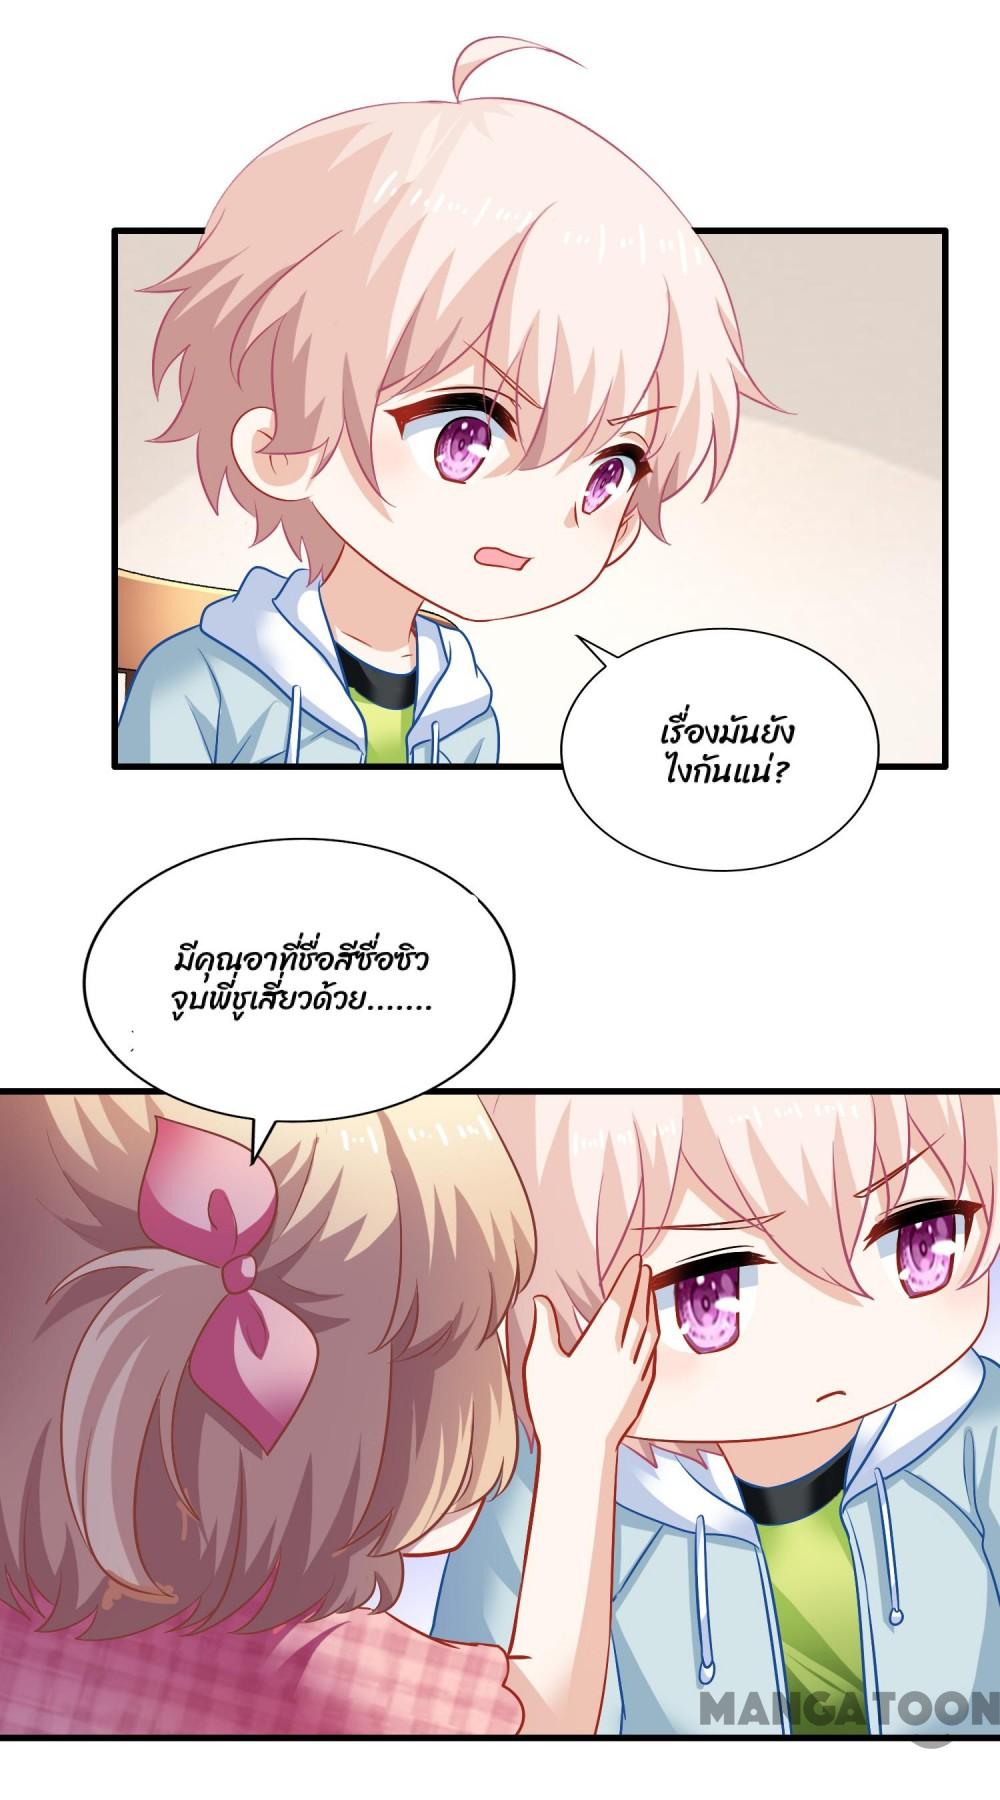 เรื่องมันยัง
ไงกันแน่?
มีคุณอาที่ชื่อสีซื่อซิว
จูบพี่ชูเสี่ยวด้วย.......
MANGATOON